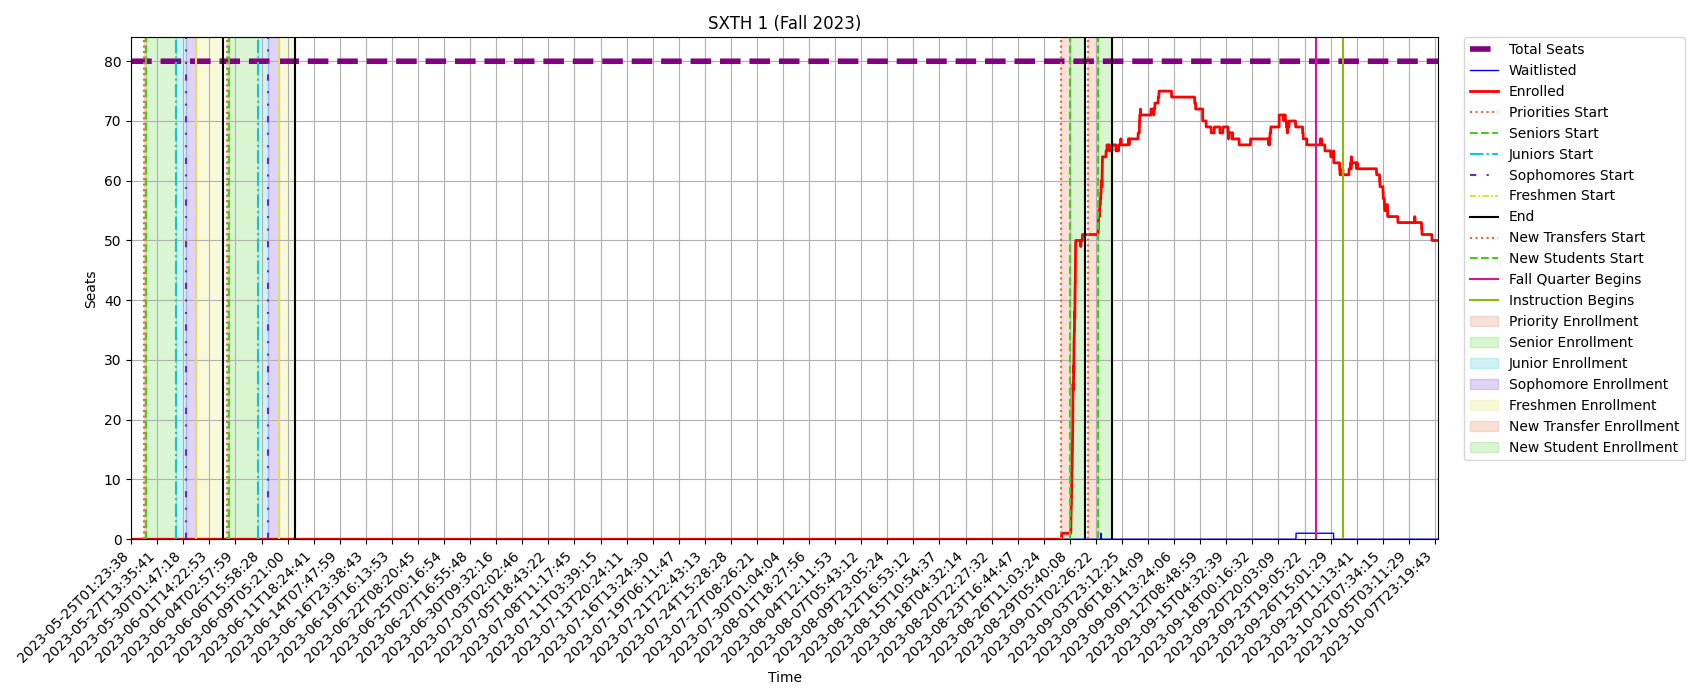 SXTH 1 (Fall 2023)
Seats
80
70
60
50
40
30
20
10
0
2023-05-25T01:23:38
2023-05-27T13:35:41
2023-05-30T01:47:18
2023-06-01T14:22:53
2023-06-04T02:57:59
2023-06-06T15:58:28
2023-06-09T05:21:00
2023-06-11T18:24:41
2023-06-14T07:47:59
2023-06-16T23:38:43
2023-06-19T16:13:53
2023-06-22T08:20:45
2023-06-25T00:16:54
2023-06-27T16:55:48
2023-06-30T09:32:16
2023-07-03T02:02:46
2023-07-05T18:43:22
2023-07-08T11:17:45
2023-07-11T03:39:15
2023-07-13T20:24:11
2023-07-16T13:24:30
2023-07-19T06:11:47
2023-07-21T22:43:13
2023-07-24T15:28:28
2023-07-27T08:26:21
2023-07-30T01:04:04
2023-08-01T18:27:56
2023-08-04T12:11:53
2023-08-07T05:43:12
2023-08-09T23:05:24
2023-08-12T16:53:12
2023-08-15T10:54:37
2023-08-18T04:32:14
2023-08-20T22:27:32
2023-08-23T16:44:47
2023-08-26T11:03:24
2023-08-29T05:40:08
2023-09-01T02:26:22
2023-09-03T23:12:25
2023-09-06T18:14:09
2023-09-09T13:24:06
2023-09-12T08:48:59
2023-09-15T04:32:39
2023-09-18T00:16:32
2023-09-20T20:03:09
2023-09-23T19:05:22
2023-09-26T15:01:29
2023-09-29T11:13:41
2023-10-02T07:34:15
2023-10-05T03:11:29
2023-10-07T23:19:43
Time
Total Seats
Waitlisted
Enrolled
Priorities Start
Seniors Start
Juniors Start
Sophomores Start
Freshmen Start
End
New Transfers Start
New Students Start
Fall Quarter Begins
Instruction Begins
Priority Enrollment
Senior Enrollment
Junior Enrollment
Sophomore Enrollment
Freshmen Enrollment
New Transfer Enrollment
New Student Enrollment